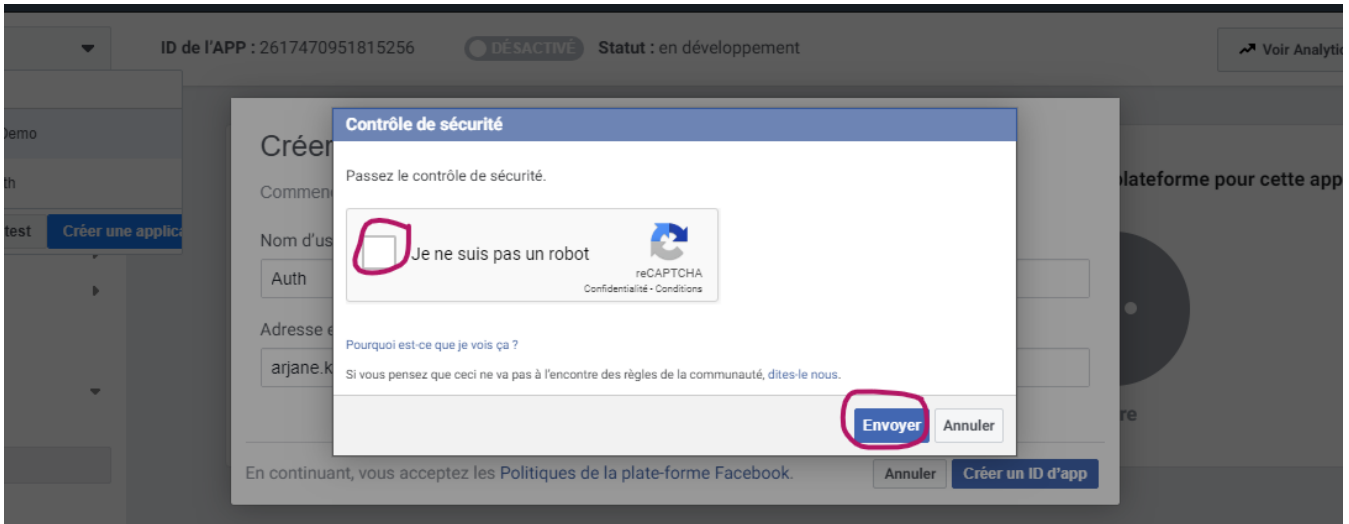 ID de l'APP : 2617470951815256 DÉSACTIVÉ Statut : en développement Voir Analytic
Demo
th
test Créer une applica
Contrôle de sécurité
Passez le contrôle de sécurité.
Je ne suis pas un robot
reCAPTCHA
Confidentialité - Conditions
Pourquoi est-ce que je vois ça ?
Si vous pensez que ceci ne va pas à l'encontre des règles de la communauté, dites-le nous.
Envoyer Annuler
Créer
Commen
Nom d'us
Auth
Adresse e
arjane.k
En continuant, vous acceptez les Politiques de la plate-forme Facebook. Annuler Créer un ID d'app
plateforme pour cette app
re